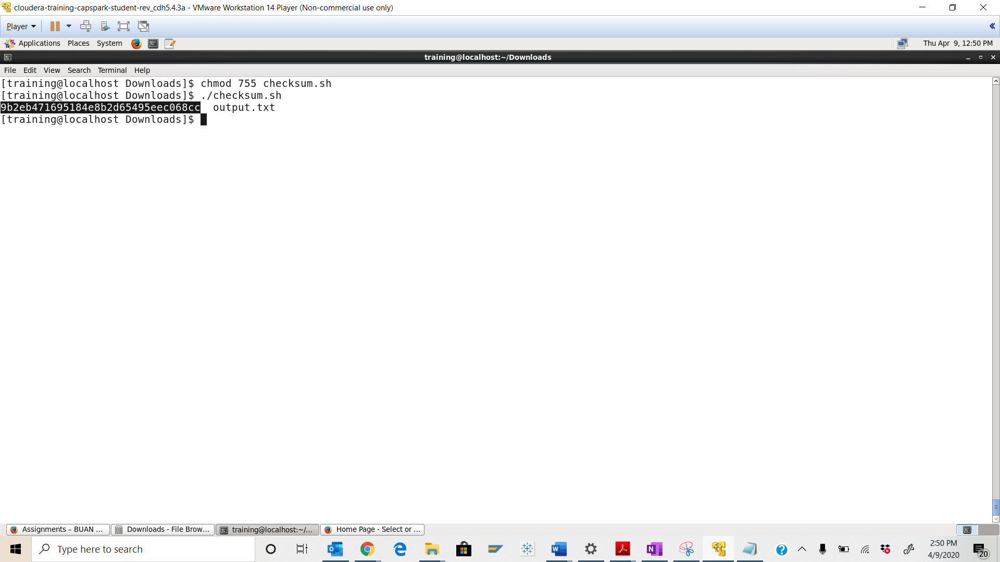 cloudera-training-capspark-student-rev_cdh5.4.3a - VMware Workstation 14 Player (Non-commercial use only)
Player
Applications Places System Thu Apr 9, 12:50 PM
training@localhost:~/Downloads
File Edit View Search Terminal Help
[training@localhost Downloads]$ chmod 755 checksum.sh
[training@localhost Downloads]$ ./checksum.sh
9b2eb471695184e8b2d65495eec068cc  output.txt
[training@localhost Downloads]$
Assignments – BUAN ... Downloads - File Brow... training@localhost:~/... Home Page - Select or ...
Type here to search
2:50 PM
4/9/2020
20